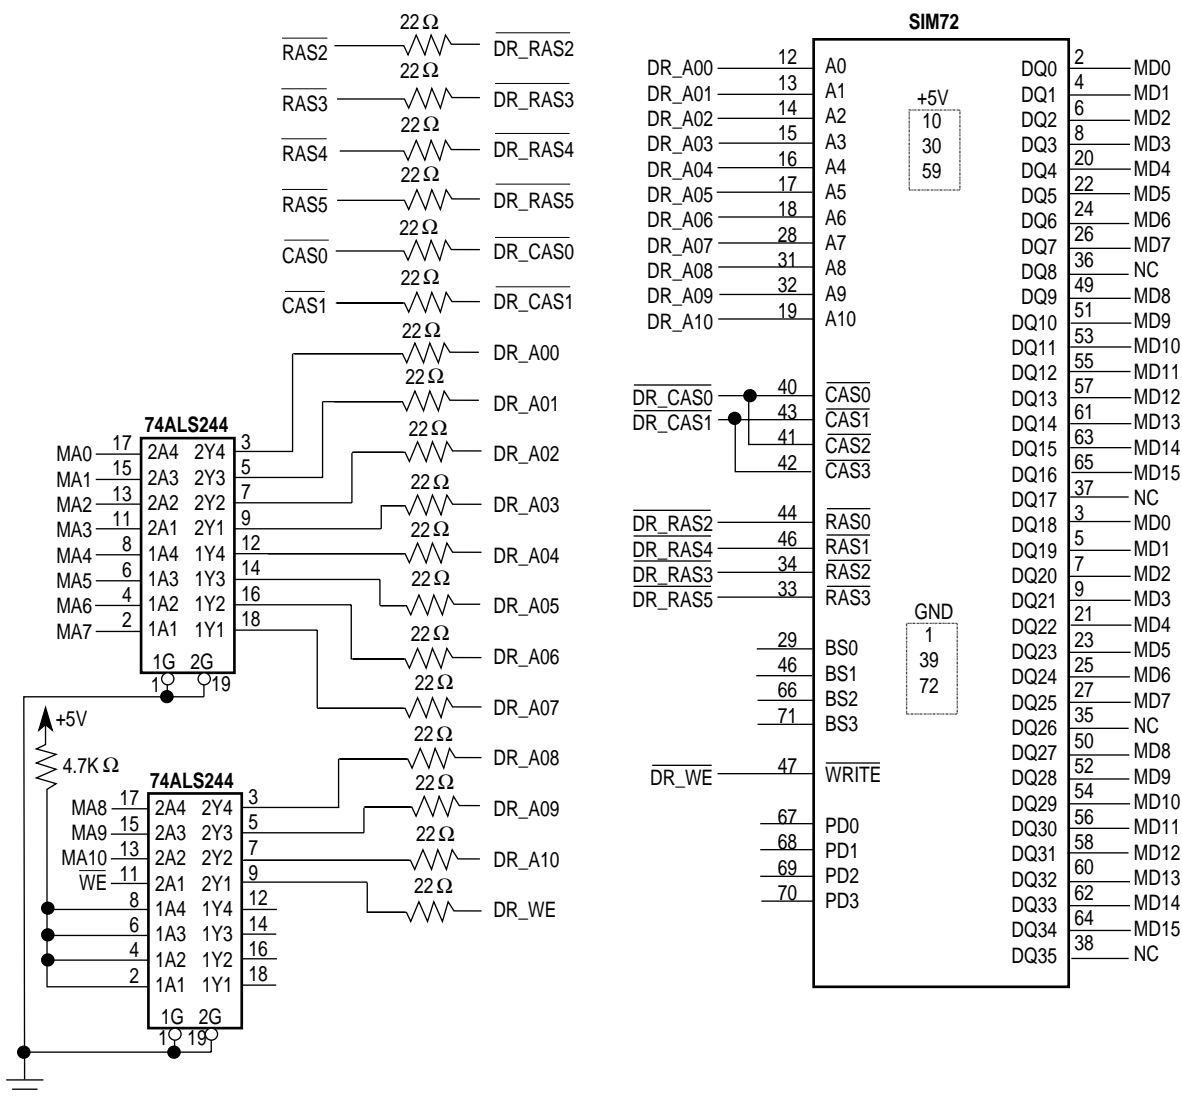 22Ω
RAS2 DR_RAS2
22Ω
RAS3 DR_RAS3
22Ω
RAS4 DR_RAS4
22Ω
RAS5 DR_RAS5
22Ω
CAS0 DR_CAS0
22Ω
CAS1 DR_CAS1
22Ω
DR_A00
22Ω
DR_A01
22Ω
DR_A02
22Ω
DR_A03
22Ω
DR_A04
22Ω
DR_A05
22Ω
DR_A06
22Ω
DR_A07
22Ω
DR_A08
22Ω
DR_A09
22Ω
DR_A10
22Ω
DR_WE
74ALS244
MA0 17 2A4 2Y4 3
MA1 15 2A3 2Y3 5
MA2 13 2A2 2Y2 7
MA3 11 2A1 2Y1 9
MA4 8 1A4 1Y4 12
MA5 6 1A3 1Y3 14
MA6 4 1A2 1Y2 16
MA7 2 1A1 1Y1 18
1G 2G
1 19
+5V
4.7K Ω
74ALS244
MA8 17 2A4 2Y4 3
MA9 15 2A3 2Y3 5
MA10 13 2A2 2Y2 7
WE 11 2A1 2Y1 9
8 1A4 1Y4 12
6 1A3 1Y3 14
4 1A2 1Y2 16
2 1A1 1Y1 18
1G 2G
1 19
SIM72
DR_A00 12 A0
DR_A01 13 A1
DR_A02 14 A2
DR_A03 15 A3
DR_A04 16 A4
DR_A05 17 A5
DR_A06 18 A6
DR_A07 28 A7
DR_A08 31 A8
DR_A09 32 A9
DR_A10 19 A10
DR_CAS0 40 CAS0
DR_CAS1 43 CAS1
41 CAS2
42 CAS3
DR_RAS2 44 RAS0
DR_RAS4 46 RAS1
DR_RAS3 34 RAS2
DR_RAS5 33 RAS3
29 BS0
46 BS1
66 BS2
71 BS3
DR_WE 47 WRITE
67 PD0
68 PD1
69 PD2
70 PD3
+5V
10
30
59
GND
1
39
72
DQ0 2 MD0
DQ1 4 MD1
DQ2 6 MD2
DQ3 8 MD3
DQ4 20 MD4
DQ5 22 MD5
DQ6 24 MD6
DQ7 26 MD7
DQ8 36 NC
DQ9 49 MD8
DQ10 51 MD9
DQ11 53 MD10
DQ12 55 MD11
DQ13 57 MD12
DQ14 61 MD13
DQ15 63 MD14
DQ16 65 MD15
DQ17 37 NC
DQ18 3 MD0
DQ19 5 MD1
DQ20 7 MD2
DQ21 9 MD3
DQ22 21 MD4
DQ23 23 MD5
DQ24 25 MD6
DQ25 27 MD7
DQ26 35 NC
DQ27 50 MD8
DQ28 52 MD9
DQ29 54 MD10
DQ30 56 MD11
DQ31 58 MD12
DQ32 60 MD13
DQ33 62 MD14
DQ34 64 MD15
DQ35 38 NC